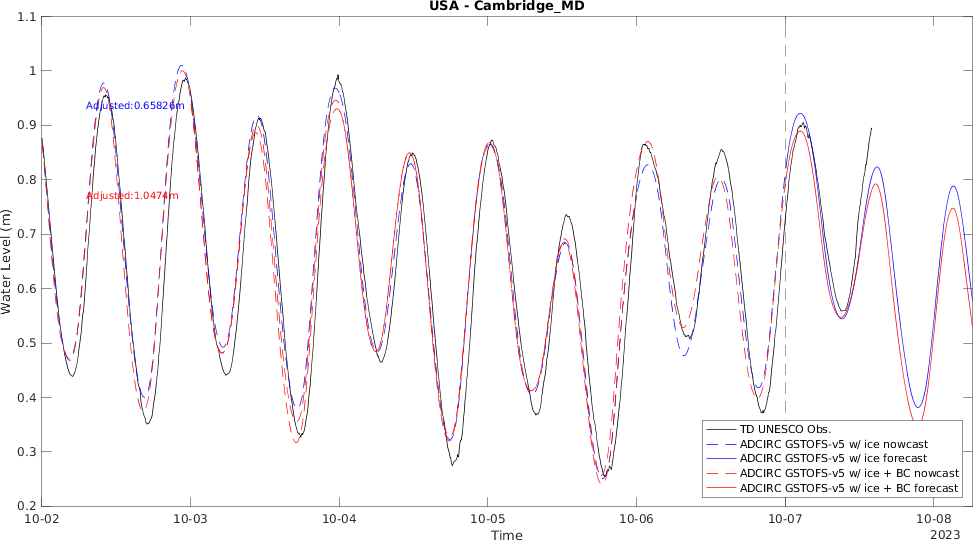 USA - Cambridge_MD
1.1
1
0.9
0.8
0.7
0.6
0.5
0.4
0.3
0.2
Water Level (m)
Adjusted:0.65826m
Adjusted:1.0474m
TD UNESCO Obs.
ADCIRC GSTOFS-v5 w/ ice nowcast
ADCIRC GSTOFS-v5 w/ ice forecast
ADCIRC GSTOFS-v5 w/ ice + BC nowcast
ADCIRC GSTOFS-v5 w/ ice + BC forecast
10-02 10-03 10-04 10-05 10-06 10-07 10-08
Time
2023